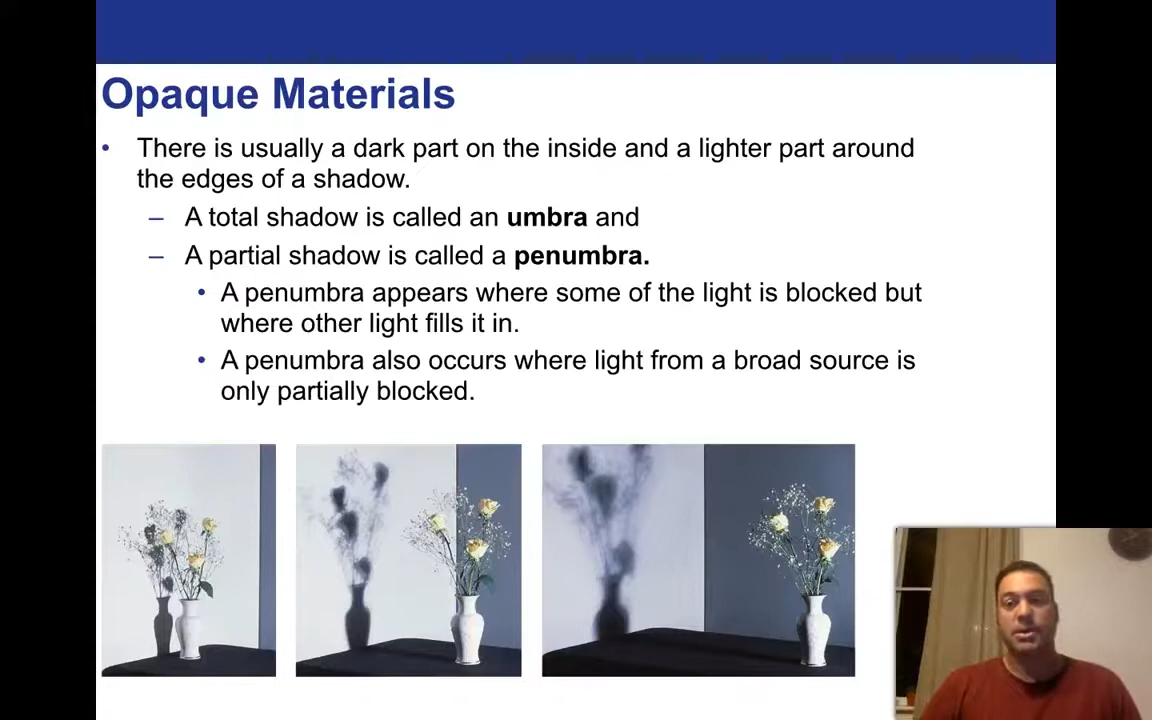 Opaque Materials
• There is usually a dark part on the inside and a lighter part around
the edges of a shadow.
– A total shadow is called an umbra and
– A partial shadow is called a penumbra.
• A penumbra appears where some of the light is blocked but
where other light fills it in.
• A penumbra also occurs where light from a broad source is
only partially blocked.